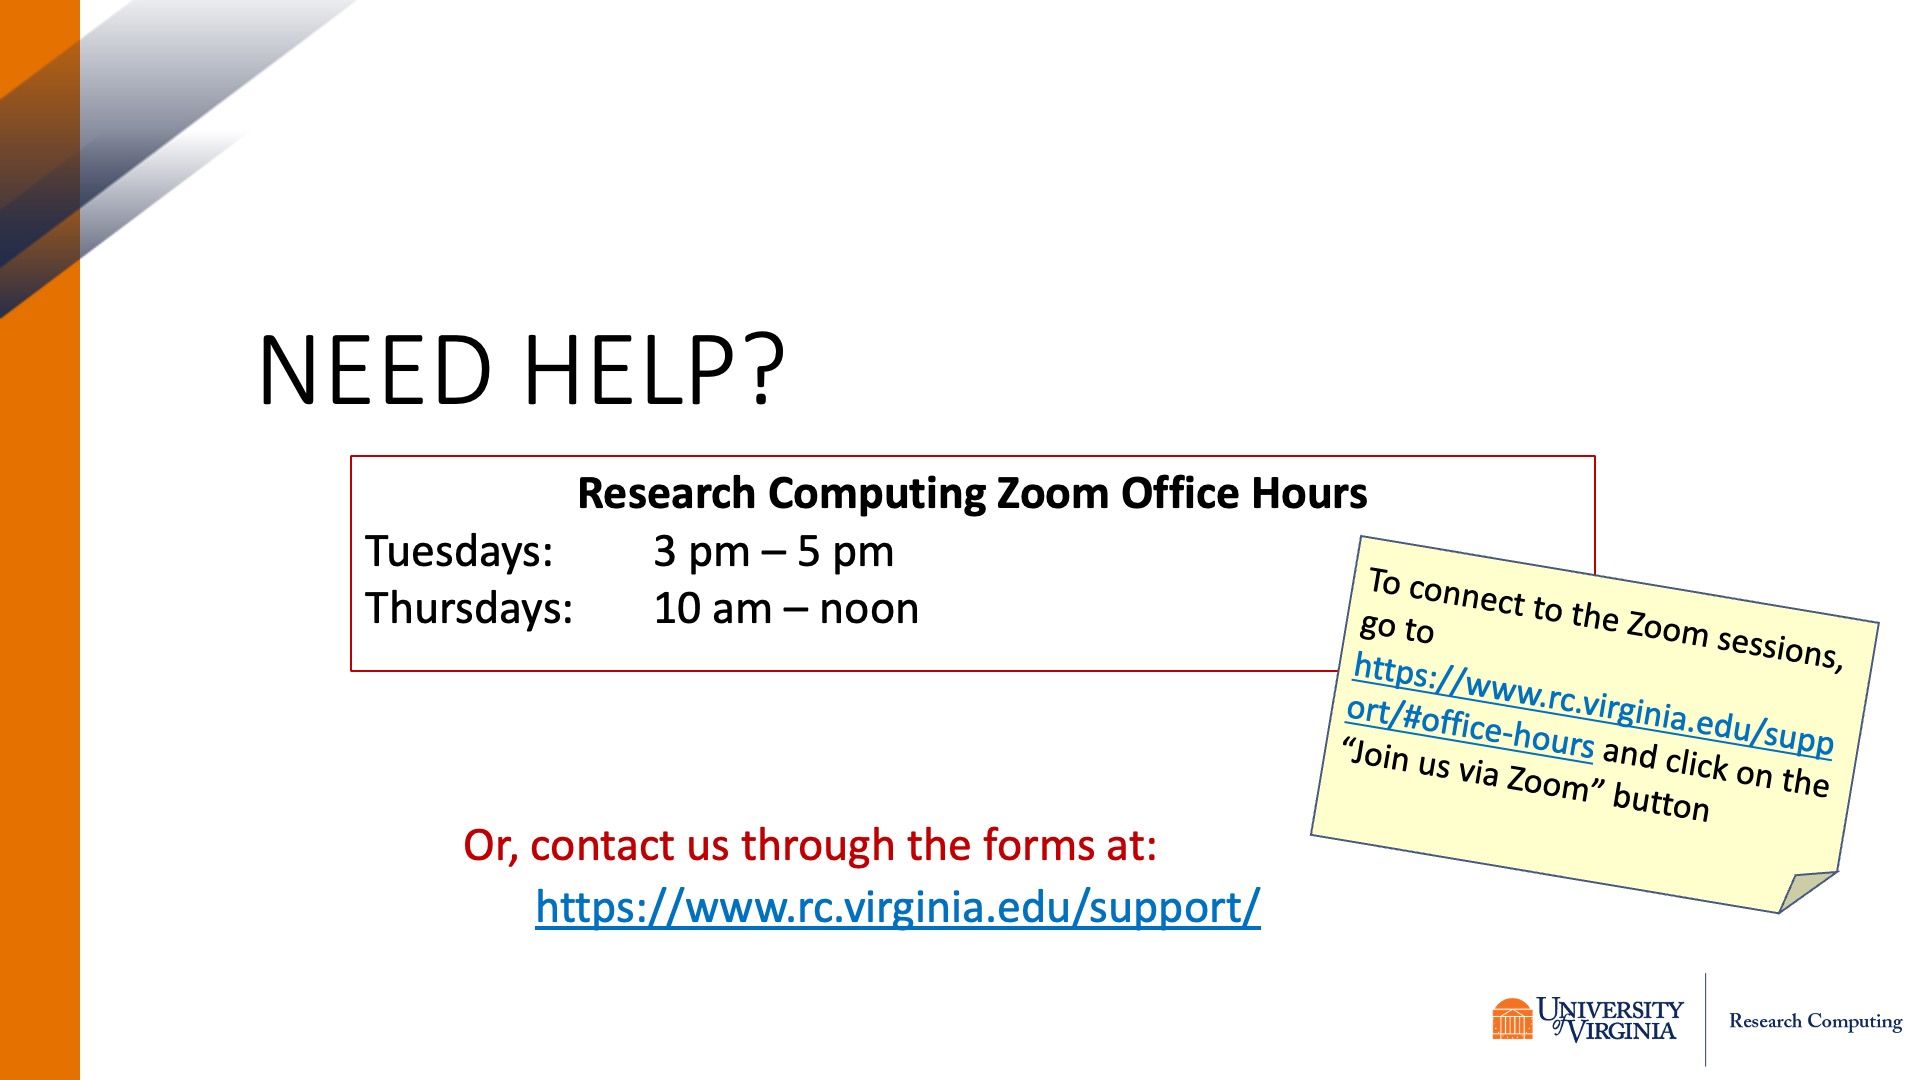 NEED HELP?
Research Computing Zoom Office Hours
Tuesdays: 3 pm – 5 pm
Thursdays: 10 am – noon
To connect to the Zoom sessions,
go to
https://www.rc.virginia.edu/supp
ort/#office-hours and click on the
“Join us via Zoom” button
Or, contact us through the forms at:
https://www.rc.virginia.edu/support/
UNIVERSITY
of VIRGINIA
Research Computing